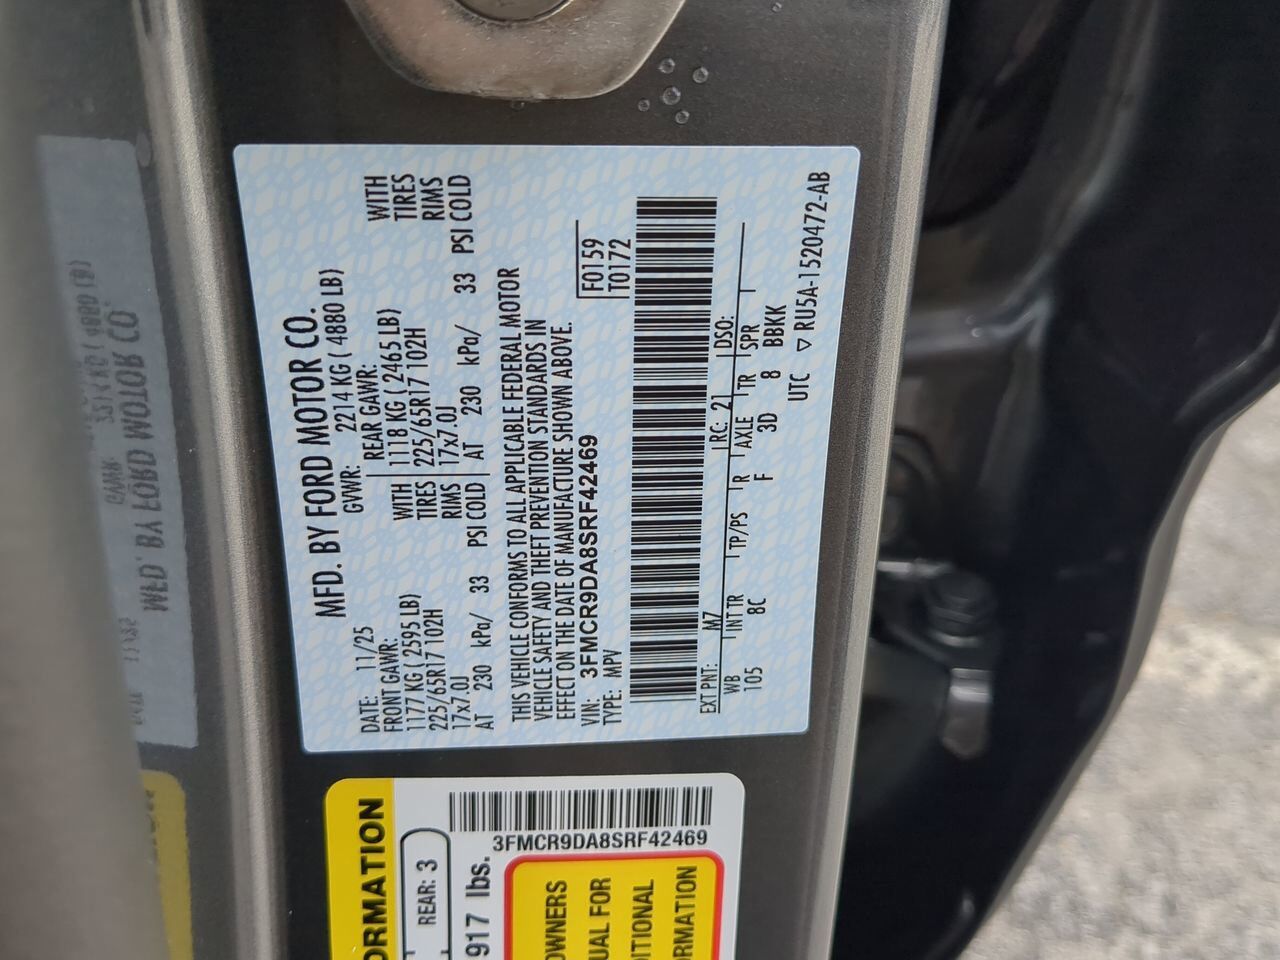 MFD. BY FORD MOTOR CO.
DATE: 11/25 GVWR: 2214 KG ( 4880 LB)
FRONT GAWR: REAR GAWR:
1177 KG ( 2595 LB) WITH 1118 KG ( 2465 LB) WITH
225/65R17 102H TIRES 225/65R17 102H TIRES
17x7.0J RIMS 17x7.0J RIMS
AT 230 kPa/ 33 PSI COLD AT 230 kPa/ 33 PSI COLD
THIS VEHICLE CONFORMS TO ALL APPLICABLE FEDERAL MOTOR
VEHICLE SAFETY AND THEFT PREVENTION STANDARDS IN
EFFECT ON THE DATE OF MANUFACTURE SHOWN ABOVE.
VIN: 3FMCR9DA8SRF42469 F0159
TYPE: MPV T0172
EXT PNT: M7 RC: 21 DSO:
WB INT TR TP/PS R AXLE TR SPR
105 8C F 3D 8 BBKK
UTC ▽ RU5A-1520472-AB
ORMATION
REAR: 3
917 lbs.
3FMCR9DA8SRF42469
OWNERS
UAL FOR
DITIONAL
RMATION